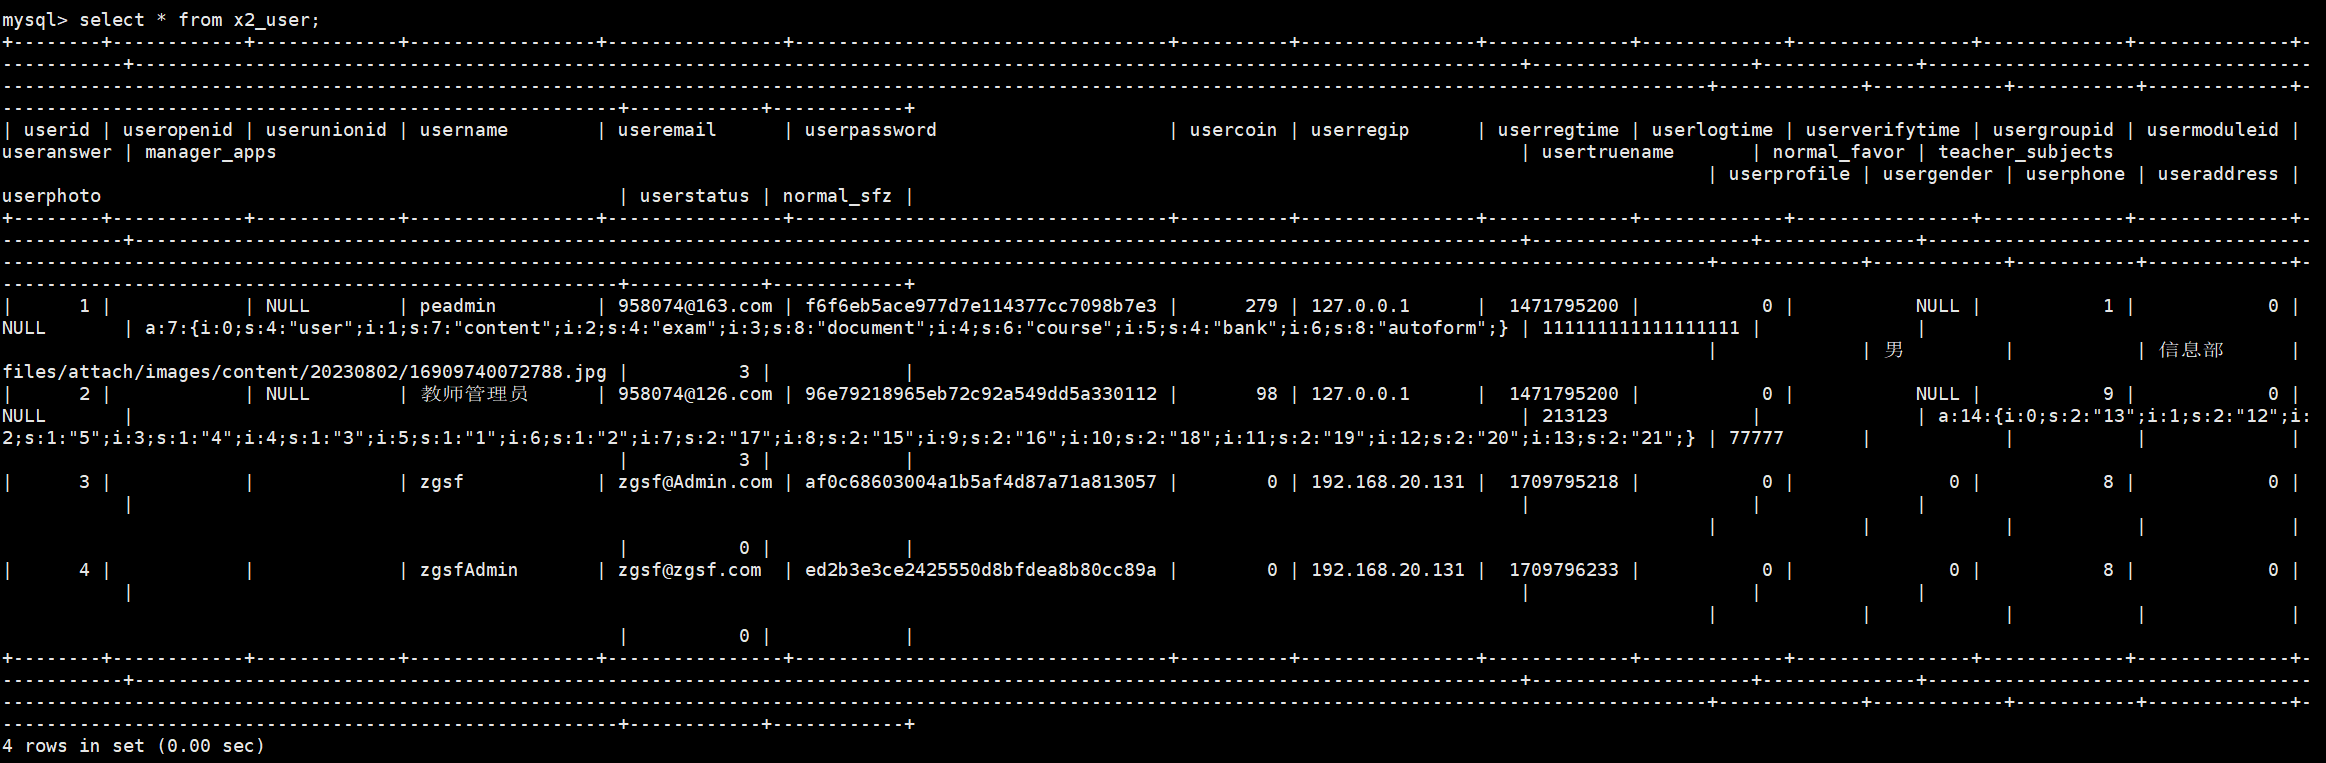 mysql> select * from x2_user;
| userid | useropenid | userunionid | username | useremail | userpassword | usercoin | userregip | userregtime | userlogtime | userverifytime | usergroupid | usermoduleid |
useranswer | manager_apps | usertruename | normal_favor | teacher_subjects
| userprofile | usergender | userphone | useraddress |
userphoto | userstatus | normal_sfz |
| 1 | | NULL | peadmin | 958074@163.com | f6f6eb5ace977d7e114377cc7098b7e3 | 279 | 127.0.0.1 | 1471795200 | 0 | NULL | 1 | 0 |
NULL | a:7:{i:0;s:4:"user";i:1;s:7:"content";i:2;s:4:"exam";i:3;s:8:"document";i:4;s:6:"course";i:5;s:4:"bank";i:6;s:8:"autoform";} | 111111111111111111 | |
| | 男 | | 信息部 |
files/attach/images/content/20230802/16909740072788.jpg | 3 | |
| 2 | | NULL | 教师管理员 | 958074@126.com | 96e79218965eb72c92a549dd5a330112 | 98 | 127.0.0.1 | 1471795200 | 0 | NULL | 9 | 0 |
NULL | | 213123 | | a:14:{i:0;s:2:"13";i:1;s:2:"12";i:
2;s:1:"5";i:3;s:1:"4";i:4;s:1:"3";i:5;s:1:"1";i:6;s:1:"2";i:7;s:2:"17";i:8;s:2:"15";i:9;s:2:"16";i:10;s:2:"18";i:11;s:2:"19";i:12;s:2:"20";i:13;s:2:"21";} | 77777 | | | |
| 3 | |
| 3 | | | zgsf | zgsf@Admin.com | af0c68603004a1b5af4d87a71a813057 | 0 | 192.168.20.131 | 1709795218 | 0 | 0 | 8 | 0 |
| | | |
| | | | |
| 0 | |
| 4 | | | zgsfAdmin | zgsf@zgsf.com | ed2b3e3ce2425550d8bfdea8b80cc89a | 0 | 192.168.20.131 | 1709796233 | 0 | 0 | 8 | 0 |
| | | |
| | | | |
| 0 | |
4 rows in set (0.00 sec)